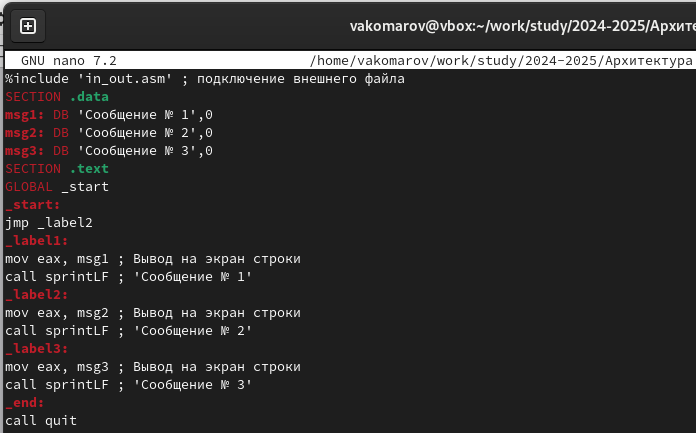 vakomarov@vbox:~/work/study/2024-2025/Архите
GNU nano 7.2 /home/vakomarov/work/study/2024-2025/Архитектура
%include 'in_out.asm' ; подключение внешнего файла
SECTION .data
msg1: DB 'Сообщение № 1',0
msg2: DB 'Сообщение № 2',0
msg3: DB 'Сообщение № 3',0
SECTION .text
GLOBAL _start
_start:
jmp _label2
_label1:
mov eax, msg1 ; Вывод на экран строки
call sprintLF ; 'Сообщение № 1'
_label2:
mov eax, msg2 ; Вывод на экран строки
call sprintLF ; 'Сообщение № 2'
_label3:
mov eax, msg3 ; Вывод на экран строки
call sprintLF ; 'Сообщение № 3'
_end:
call quit